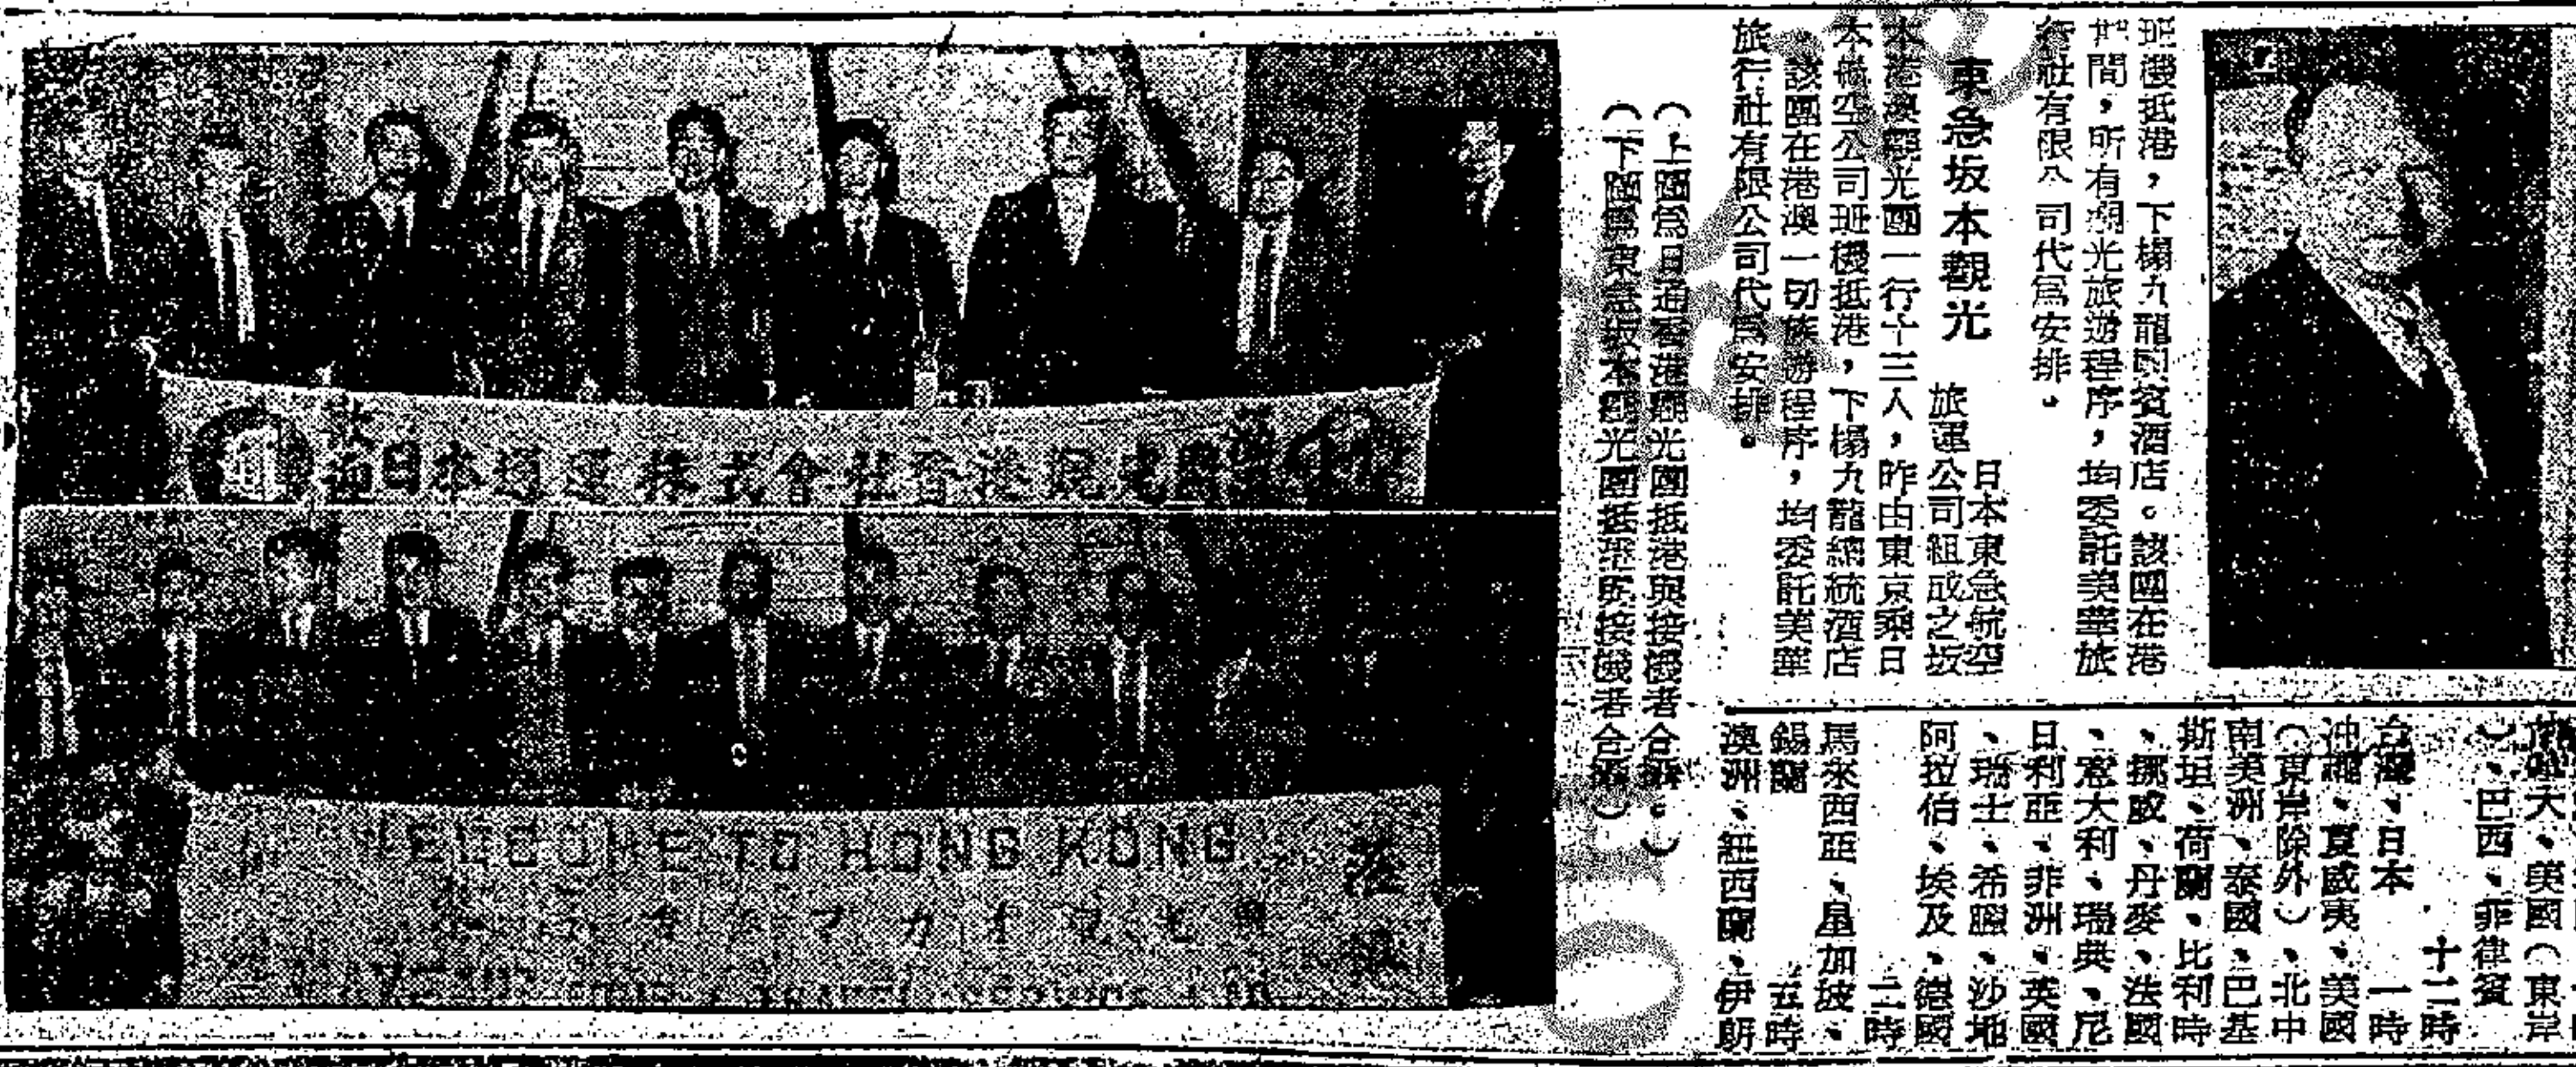 班機抵港，下榻九龍國賓酒店。該團在港
期間，所有觀光旅遊程序，均委託美華旅
行社有限公司代為安排。
東急坂本觀光
日本東急航空
旅運公司組成之坂
本港澳觀光團一行十三人，昨由東京乘日
本航空公司班機抵港，下榻九龍總統酒店
該團在港澳一切旅遊程序，均委託美華
旅行社有限公司代為安排。
（上圖為日通香港觀光團抵港與接機者合攝。）
（下圖為東急坂本觀光團抵港與接機者合攝）
日本通運株式會社香港觀光團
WELCOME TO HONG KONG
大、美國（東岸
）、巴西、菲律賓
十二時
台灣、日本 一時
沖繩、夏威夷、美國
（東岸除外）、北中
南美洲、泰國、巴基
斯坦、荷蘭、比利時
、挪威、丹麥、法國
、意大利、瑞典、尼
日利亞、非洲、英國
、瑞士、希臘、沙地
阿拉伯、埃及、德國
三時
馬來西亞、星加坡、
錫蘭 五時
澳洲、紐西蘭、伊朗